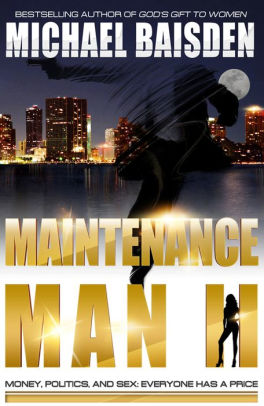 BESTSELLING AUTHOR OF GOD'S GIFT TO WOMEN
MICHAEL BAISDEN
MAINTENANCE
MAN II
MONEY, POLITICS, AND SEX: EVERYONE HAS A PRICE